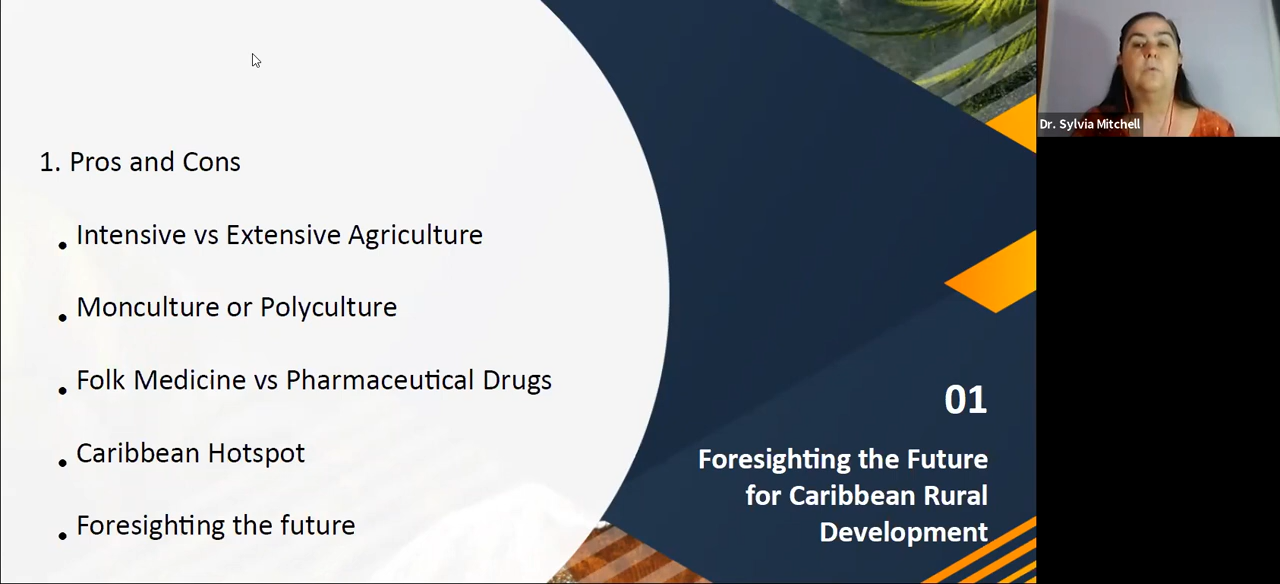 1. Pros and Cons
• Intensive vs Extensive Agriculture
• Monculture or Polyculture
• Folk Medicine vs Pharmaceutical Drugs
• Caribbean Hotspot
• Foresighting the future
01
Foresighting the Future
for Caribbean Rural
Development
Dr. Sylvia Mitchell